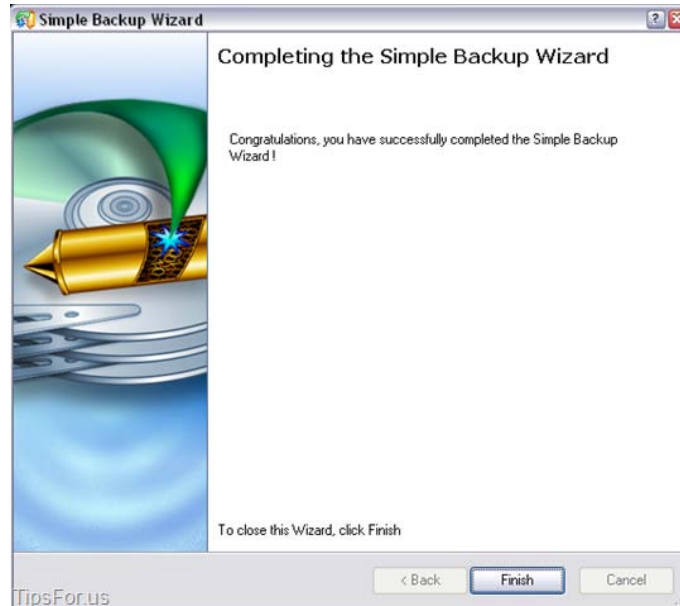 Simple Backup Wizard
Completing the Simple Backup Wizard
Congratulations, you have successfully completed the Simple Backup
Wizard !
To close this Wizard, click Finish
< Back Finish Cancel
TipsFor.us